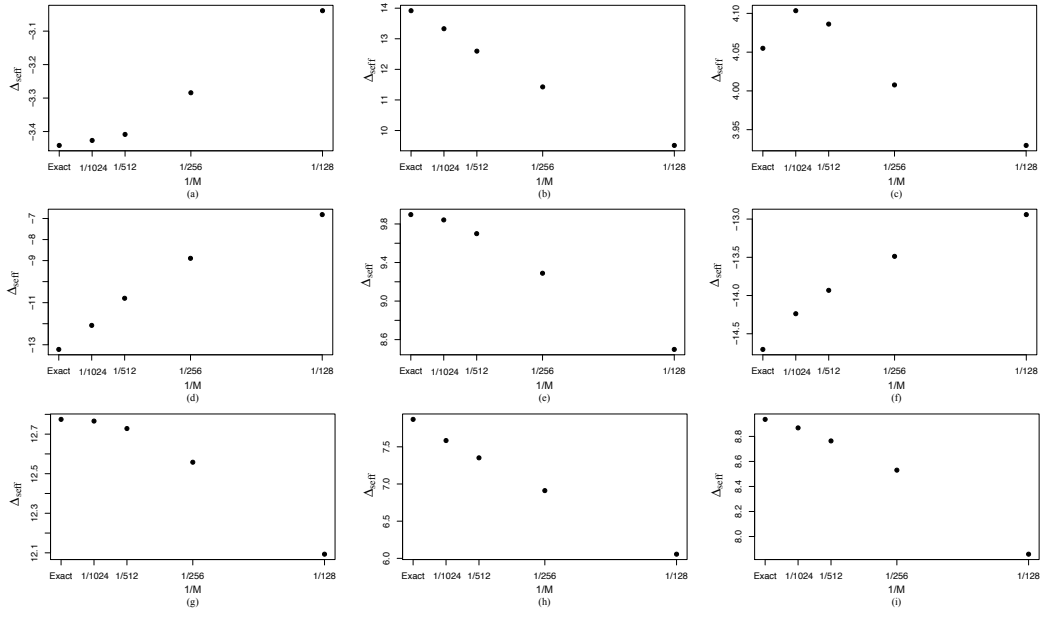 Δseff
-3.1
-3.2
-3.3
-3.4
Exact 1/1024 1/512 1/256 1/128
1/M
(a)
Δseff
14
13
12
11
10
Exact 1/1024 1/512 1/256 1/128
1/M
(b)
Δseff
4.10
4.05
4.00
3.95
Exact 1/1024 1/512 1/256 1/128
1/M
(c)
Δseff
-7
-8
-9
-11
-13
Exact 1/1024 1/512 1/256 1/128
1/M
(d)
Δseff
9.8
9.4
9.0
8.6
Exact 1/1024 1/512 1/256 1/128
1/M
(e)
Δseff
-13.0
-13.5
-14.0
-14.5
Exact 1/1024 1/512 1/256 1/128
1/M
(f)
Δseff
12.7
12.5
12.3
12.1
Exact 1/1024 1/512 1/256 1/128
1/M
(g)
Δseff
7.5
7.0
6.5
6.0
Exact 1/1024 1/512 1/256 1/128
1/M
(h)
Δseff
8.8
8.6
8.4
8.2
8.0
Exact 1/1024 1/512 1/256 1/128
1/M
(i)